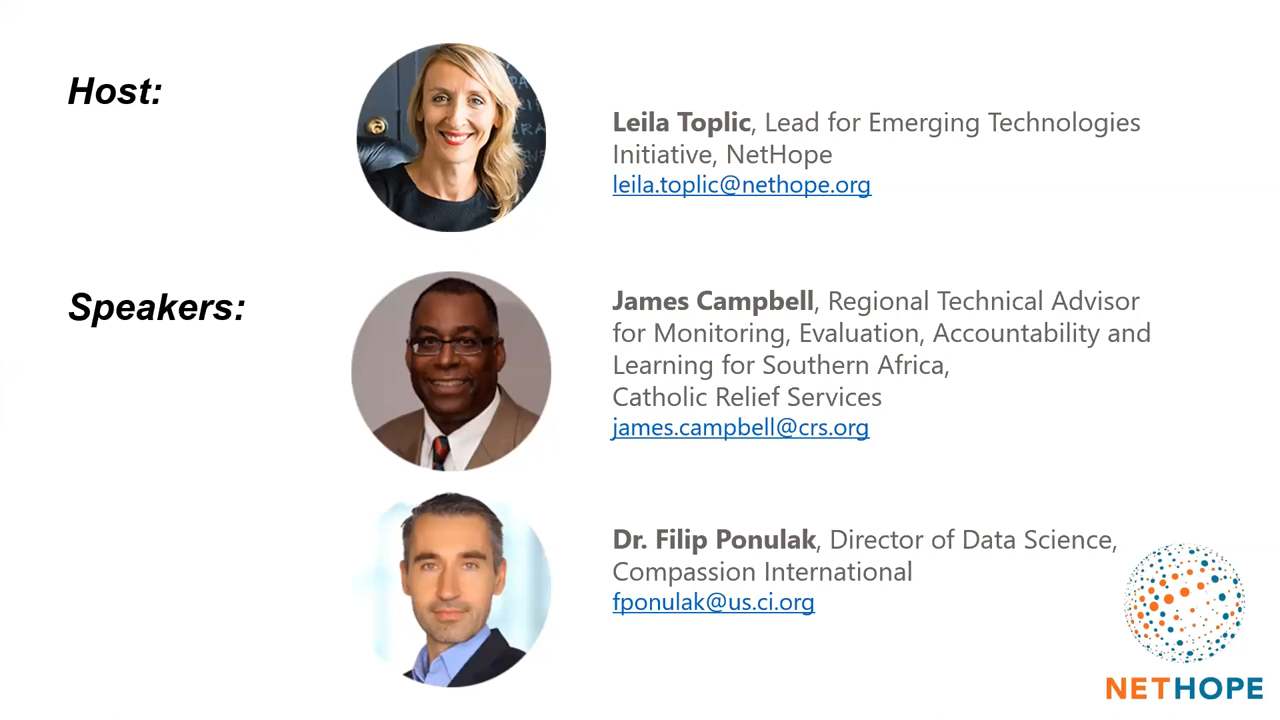 Host:
Leila Toplic, Lead for Emerging Technologies
Initiative, NetHope
leila.toplic@nethope.org
Speakers:
James Campbell, Regional Technical Advisor
for Monitoring, Evaluation, Accountability and
Learning for Southern Africa,
Catholic Relief Services
james.campbell@crs.org
Dr. Filip Ponulak, Director of Data Science,
Compassion International
fponulak@us.ci.org
NETHOPE